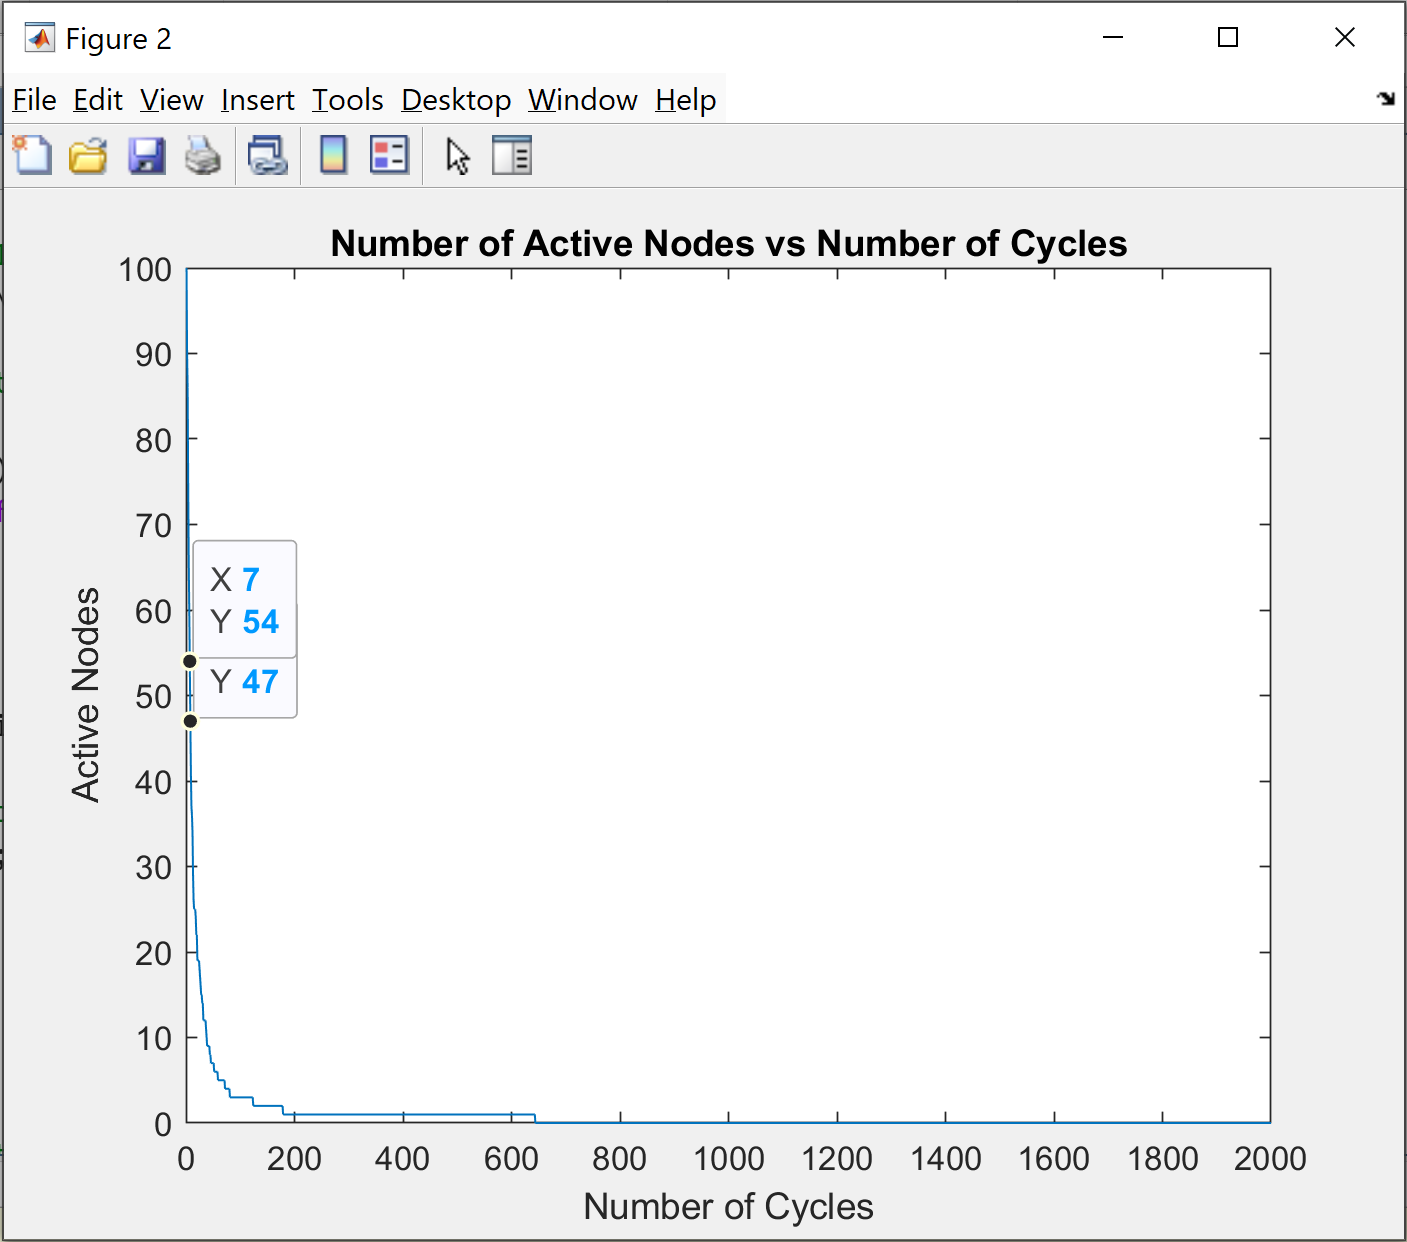 Figure 2
File Edit View Insert Tools Desktop Window Help
Number of Active Nodes vs Number of Cycles
100
90
80
70
60
50
40
30
20
10
0
Active Nodes
X 7
Y 54
Y 47
0 200 400 600 800 1000 1200 1400 1600 1800 2000
Number of Cycles